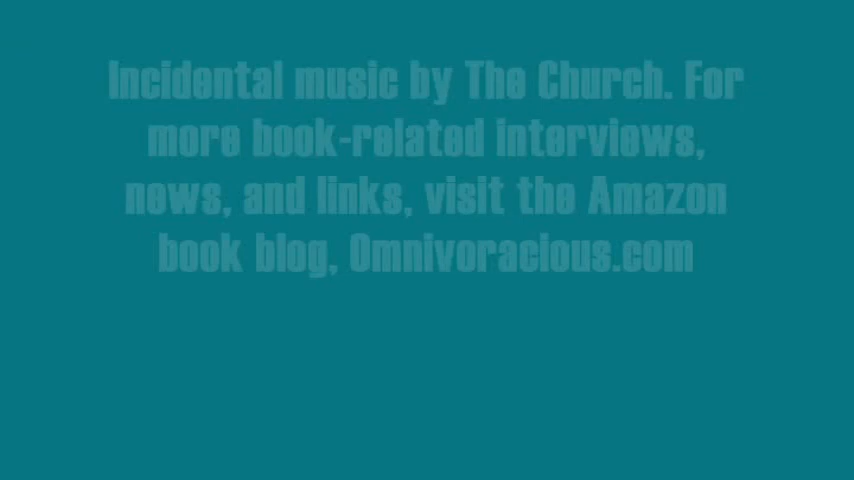 Incidental music by The Church. For
more book-related interviews,
news, and links, visit the Amazon
book blog, Omnivoracious.com